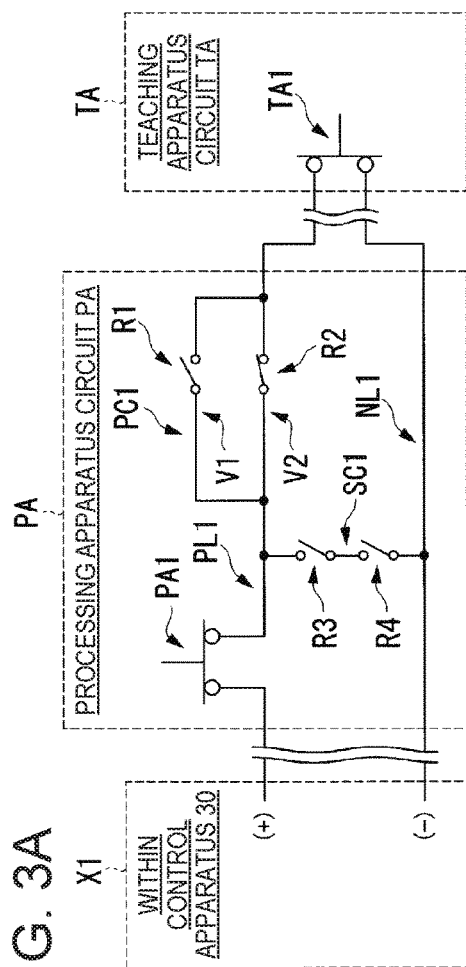 G. 3A
X1
WITHIN
CONTROL
APPARATUS 30
(+)
(-)
PA
PROCESSING APPARATUS CIRCUIT PA
PA1
PL1
PC1
R1
V1
V2
R2
SC1
R3
R4
NL1
TA
TEACHING
APPARATUS
CIRCUIT TA
TA1